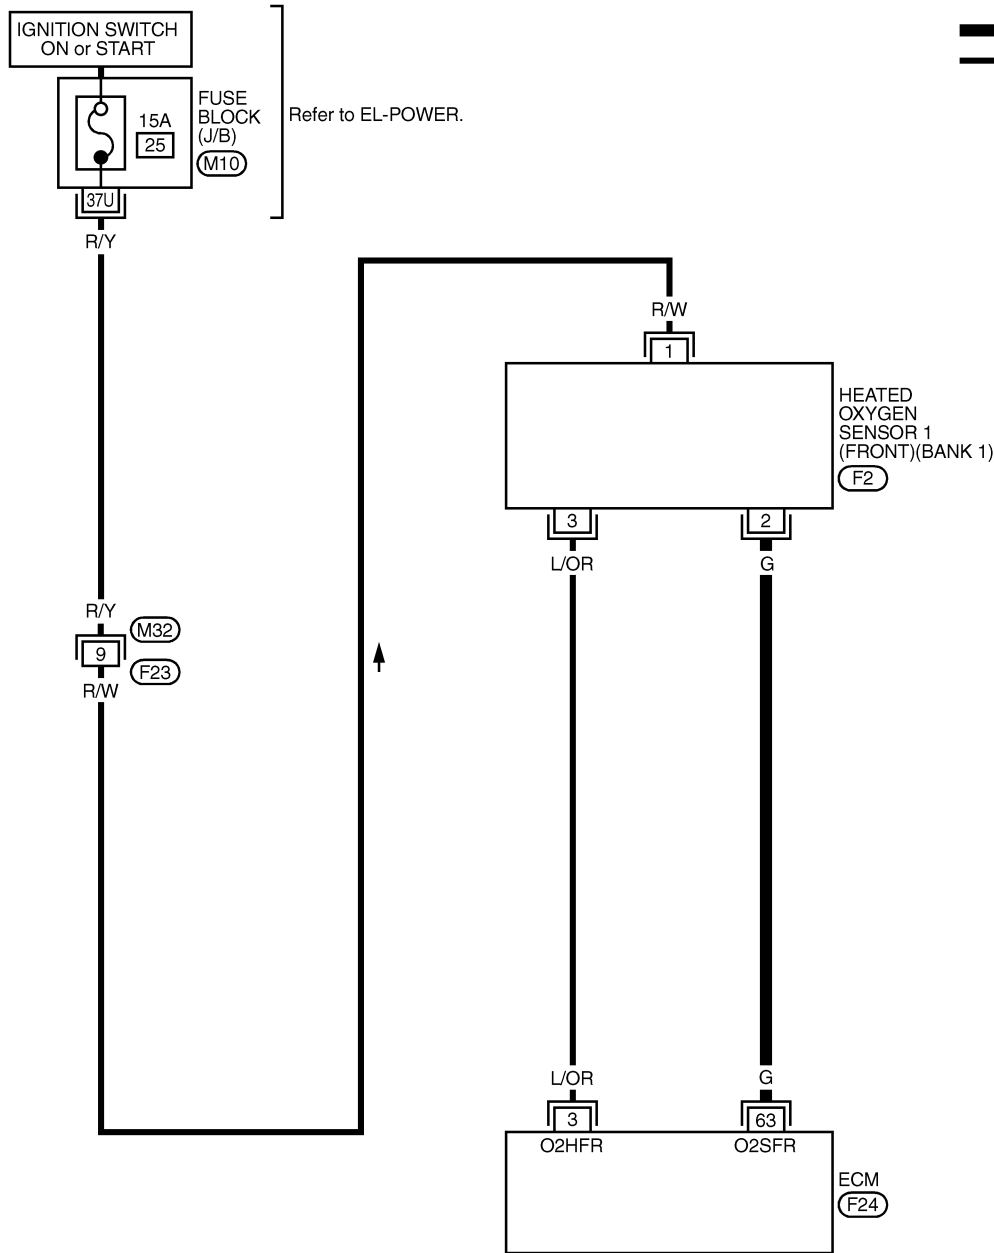 IGNITION SWITCH
ON or START
FUSE
BLOCK
(J/B)
M10
15A
25
Refer to EL-POWER.
37U
R/Y
R/W
1
HEATED
OXYGEN
SENSOR 1
(FRONT)(BANK 1)
F2
3
2
L/OR
G
R/Y
M32
9
F23
R/W
L/OR
G
3
63
O2HFR
O2SFR
ECM
F24